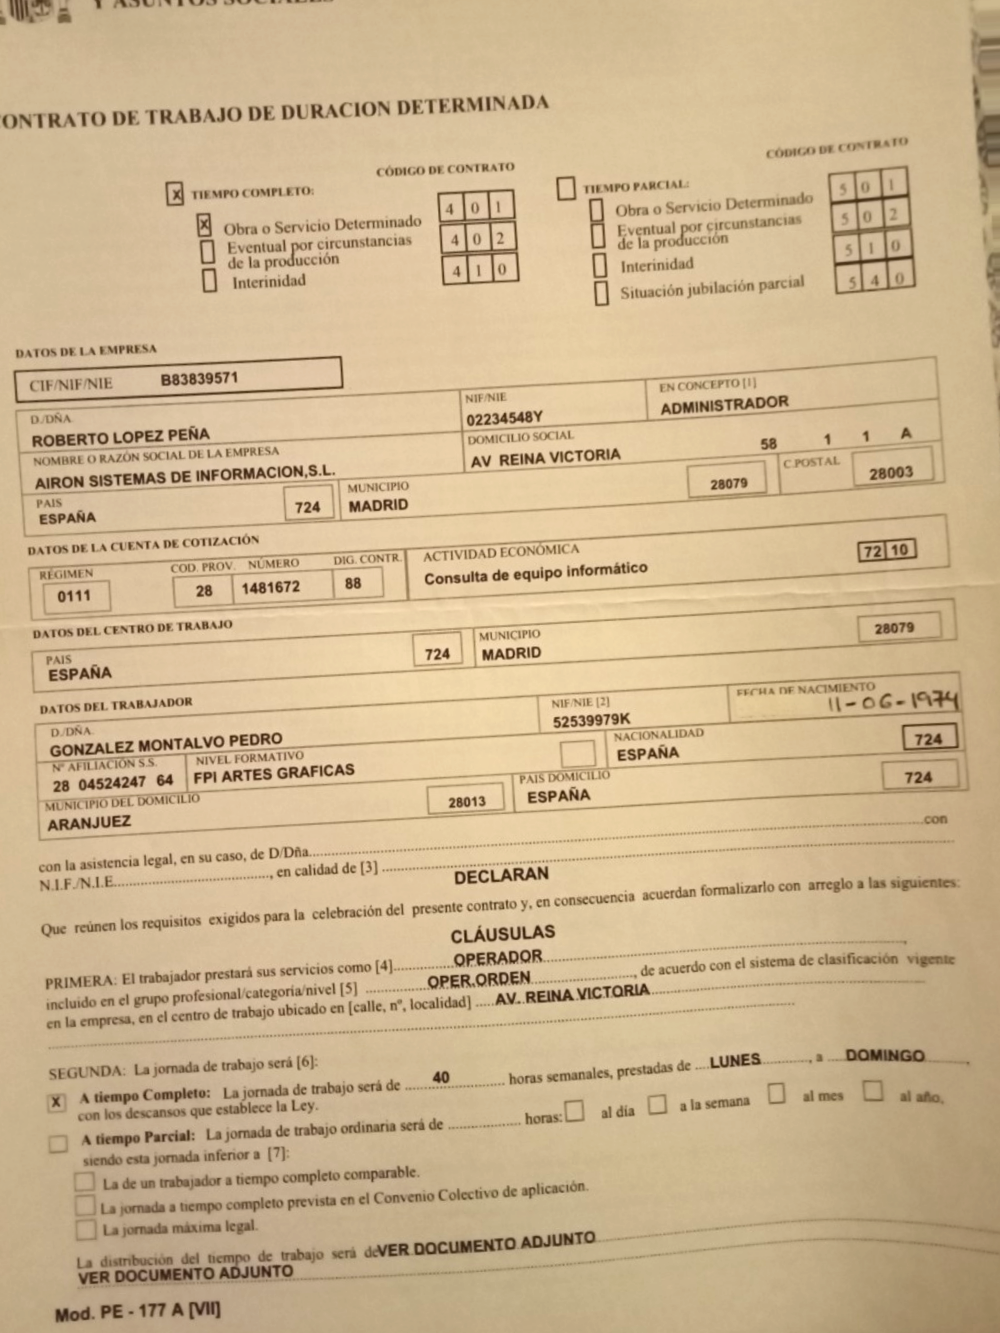 Y ASUNTOS SOCIALES
CONTRATO DE TRABAJO DE DURACION DETERMINADA
CÓDIGO DE CONTRATO
CÓDIGO DE CONTRATO
X TIEMPO COMPLETO:
TIEMPO PARCIAL:
X Obra o Servicio Determinado 4 0 1
Obra o Servicio Determinado 5 0 1
Eventual por circunstancias de la producción 4 0 2
Eventual por circunstancias de la producción 5 0 2
Interinidad 4 1 0
Interinidad 5 1 0
Situación jubilación parcial 5 4 0
DATOS DE LA EMPRESA
CIF/NIF/NIE B83839571
D./DÑA. NIF/NIE EN CONCEPTO [1]
ROBERTO LOPEZ PEÑA 02234548Y ADMINISTRADOR
NOMBRE O RAZÓN SOCIAL DE LA EMPRESA DOMICILIO SOCIAL
AIRON SISTEMAS DE INFORMACION,S.L. AV REINA VICTORIA 58 1 1 A
PAIS MUNICIPIO C.POSTAL
ESPAÑA 724 MADRID 28079 28003
DATOS DE LA CUENTA DE COTIZACIÓN
RÉGIMEN COD. PROV. NÚMERO DIG. CONTR. ACTIVIDAD ECONÓMICA
0111 28 1481672 88 Consulta de equipo informático 72 10
DATOS DEL CENTRO DE TRABAJO
PAIS MUNICIPIO
ESPAÑA 724 MADRID 28079
DATOS DEL TRABAJADOR
D./DÑA. NIF/NIE [2] FECHA DE NACIMIENTO
GONZALEZ MONTALVO PEDRO 52539979K 11-06-1974
Nº AFILIACIÓN S.S. NIVEL FORMATIVO NACIONALIDAD
28 04524247 64 FPI ARTES GRAFICAS ESPAÑA 724
MUNICIPIO DEL DOMICILIO PAIS DOMICILIO
ARANJUEZ 28013 ESPAÑA 724
con la asistencia legal, en su caso, de D/Dña. con
N.I.F./N.I.E. , en calidad de [3]
DECLARAN
Que reúnen los requisitos exigidos para la celebración del presente contrato y, en consecuencia acuerdan formalizarlo con arreglo a las siguientes:
CLÁUSULAS
PRIMERA: El trabajador prestará sus servicios como [4] OPERADOR ,
incluido en el grupo profesional/categoría/nivel [5] OPER.ORDEN , de acuerdo con el sistema de clasificación vigente
en la empresa, en el centro de trabajo ubicado en [calle, nº, localidad] AV. REINA VICTORIA
SEGUNDA: La jornada de trabajo será [6]:
X A tiempo Completo: La jornada de trabajo será de 40 horas semanales, prestadas de LUNES , a DOMINGO ,
con los descansos que establece la Ley.
A tiempo Parcial: La jornada de trabajo ordinaria será de horas: al día a la semana al mes al año,
siendo esta jornada inferior a [7]:
La de un trabajador a tiempo completo comparable.
La jornada a tiempo completo prevista en el Convenio Colectivo de aplicación.
La jornada máxima legal.
La distribución del tiempo de trabajo será de VER DOCUMENTO ADJUNTO
VER DOCUMENTO ADJUNTO
Mod. PE - 177 A [VII]